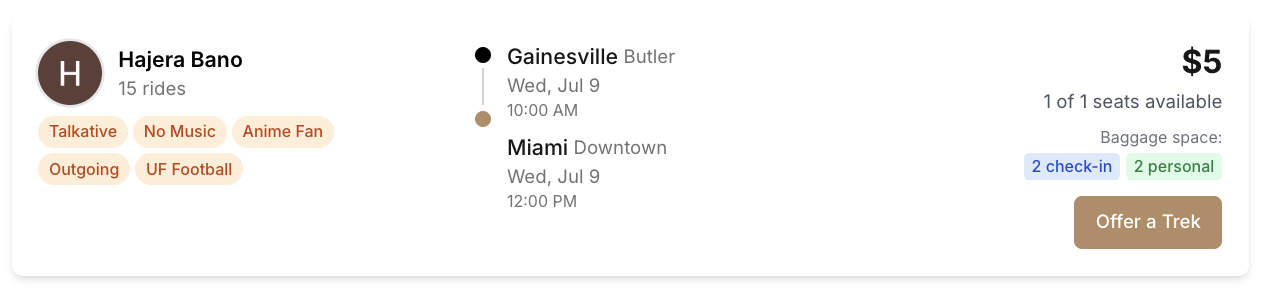 H
Hajera Bano
15 rides
Talkative No Music Anime Fan
Outgoing UF Football
Gainesville Butler
Wed, Jul 9
10:00 AM
Miami Downtown
Wed, Jul 9
12:00 PM
$5
1 of 1 seats available
Baggage space:
2 check-in 2 personal
Offer a Trek